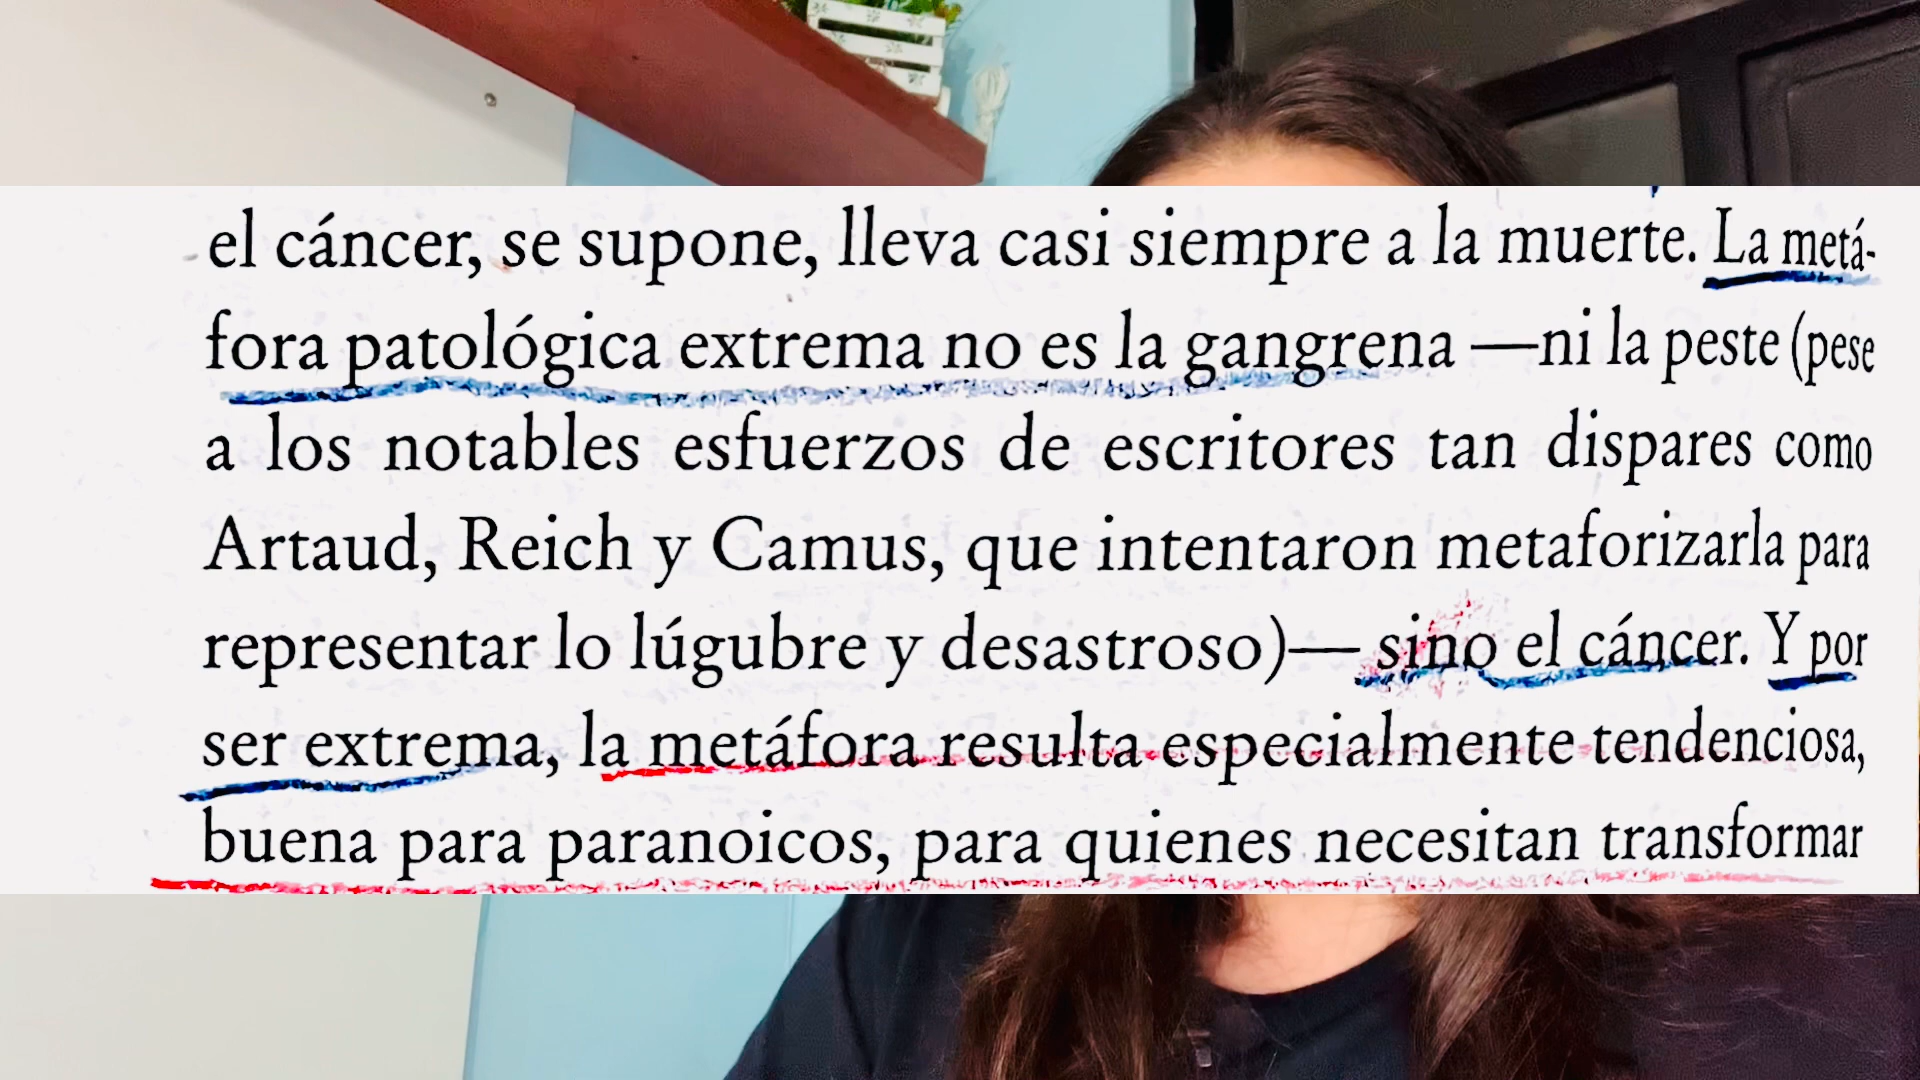 el cáncer, se supone, lleva casi siempre a la muerte. La metá-
fora patológica extrema no es la gangrena —ni la peste (pese
a los notables esfuerzos de escritores tan dispares como
Artaud, Reich y Camus, que intentaron metaforizarla para
representar lo lúgubre y desastroso)— sino el cáncer. Y por
ser extrema, la metáfora resulta especialmente tendenciosa,
buena para paranoicos, para quienes necesitan transformar